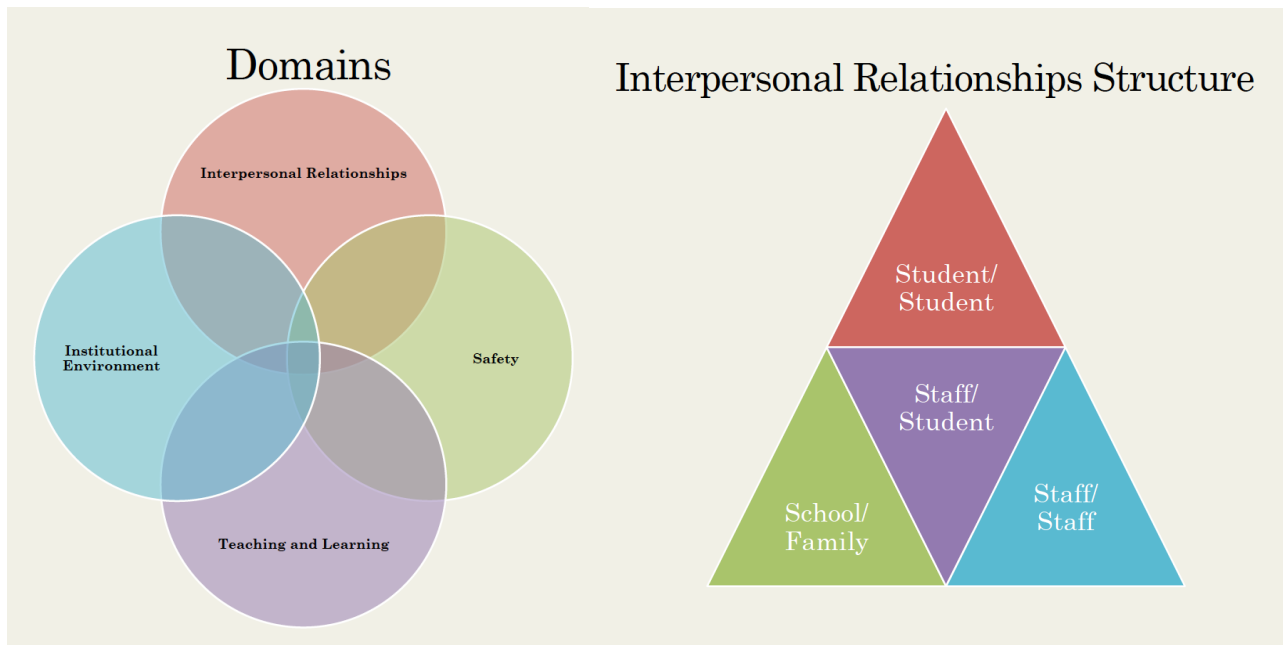 Domains
Interpersonal Relationships
Institutional
Environment
Safety
Teaching and Learning
Interpersonal Relationships Structure
Student/
Student
Staff/
Student
School/
Family
Staff/
Staff